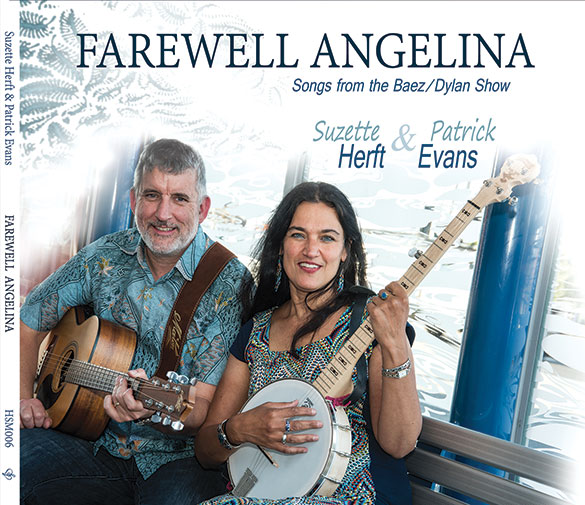 FAREWELL ANGELINA
Songs from the Baez/Dylan Show
Suzette & Patrick
Herft Evans
Suzette Herft & Patrick Evans
FAREWELL ANGELINA
HSM006